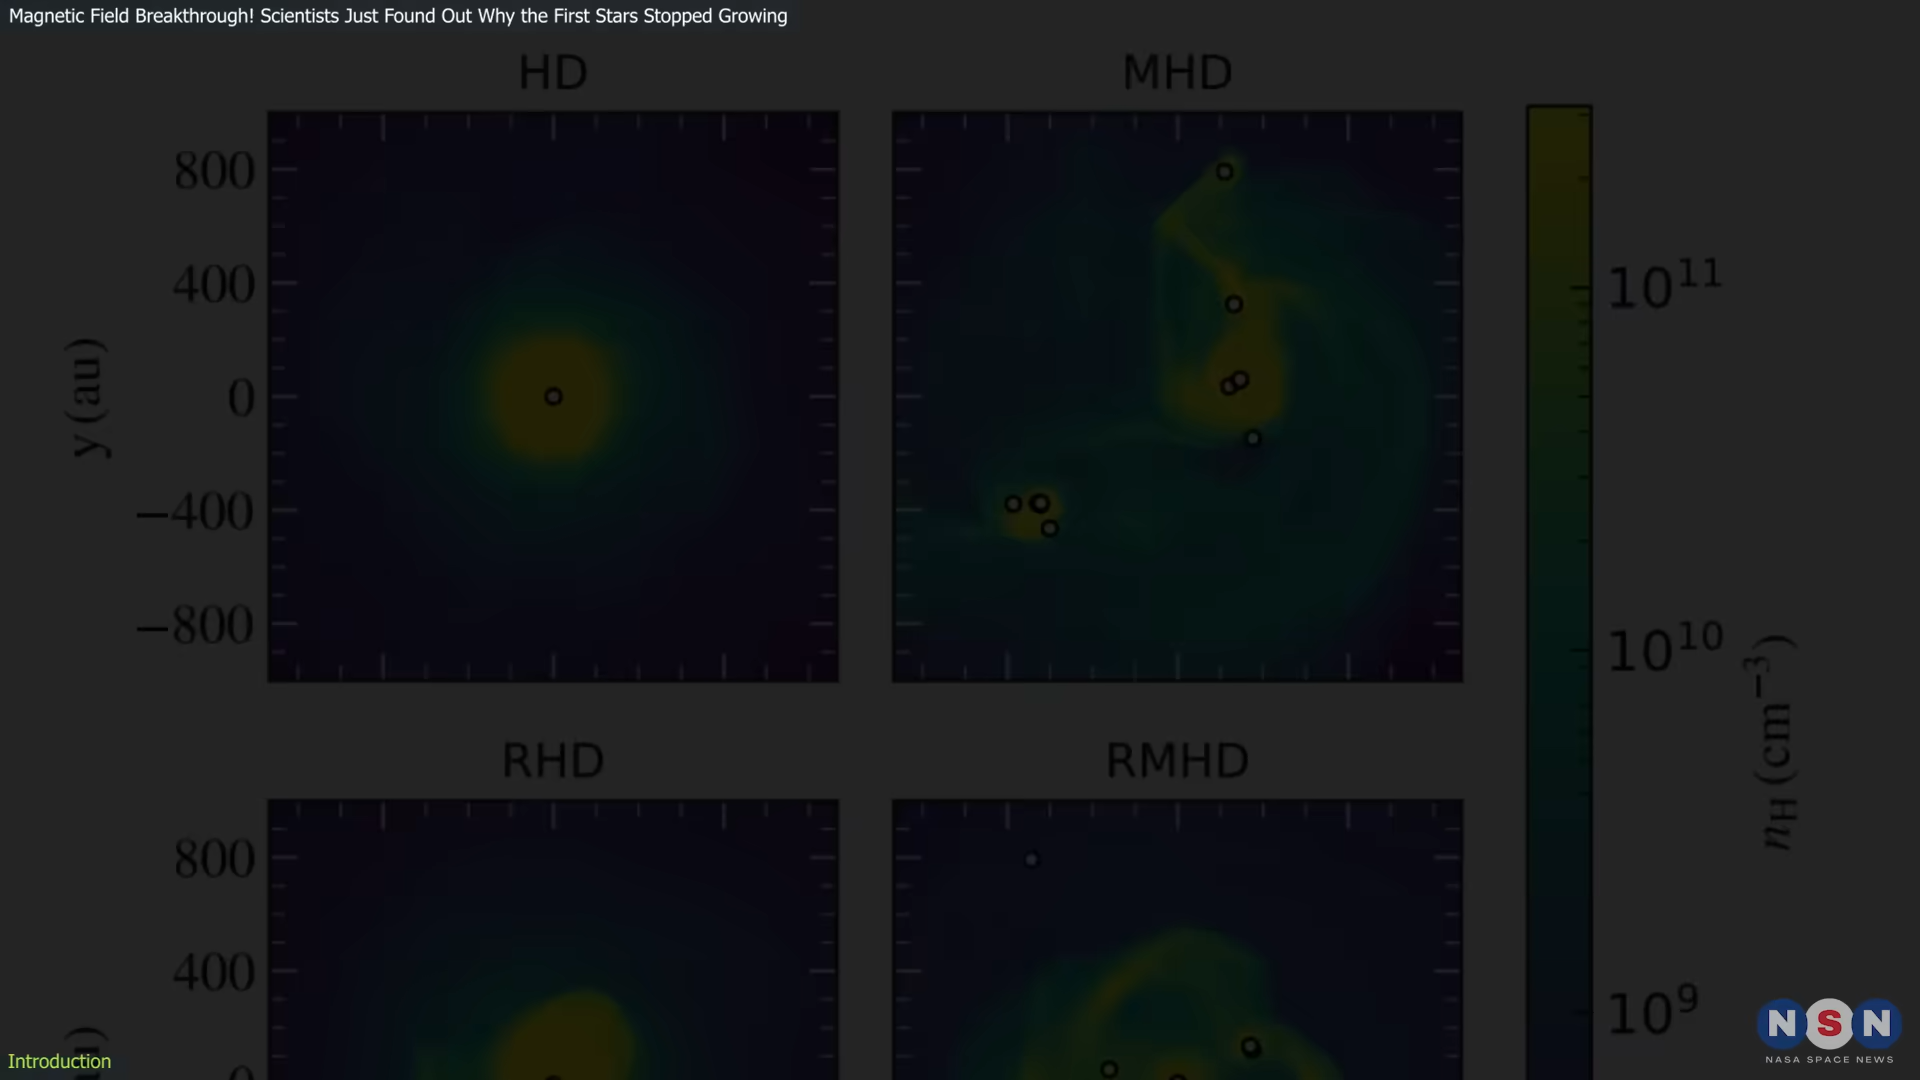 Magnetic Field Breakthrough! Scientists Just Found Out Why the First Stars Stopped Growing
HD
MHD
800
400
0
−400
−800
y (au)
10¹¹
10¹⁰
10⁹
n_H (cm⁻³)
RHD
RMHD
800
400
0
NSN
NASA SPACE NEWS
Introduction